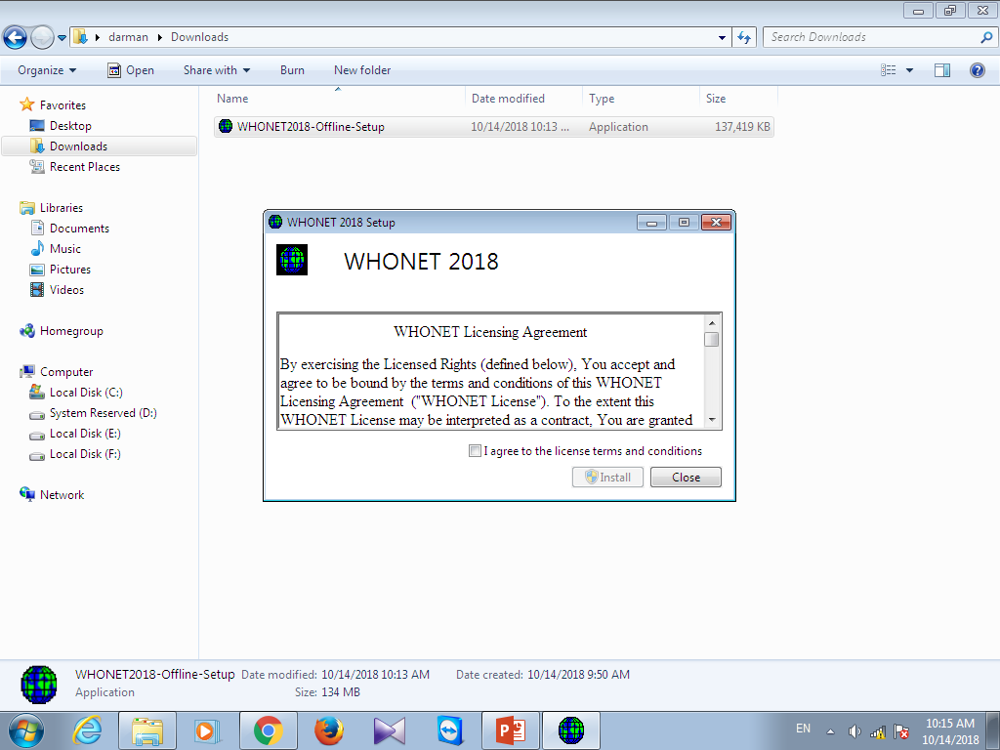 darman Downloads
Search Downloads
Organize Open Share with Burn New folder
Favorites
Desktop
Downloads
Recent Places
Libraries
Documents
Music
Pictures
Videos
Homegroup
Computer
Local Disk (C:)
System Reserved (D:)
Local Disk (E:)
Local Disk (F:)
Network
Name Date modified Type Size
WHONET2018-Offline-Setup 10/14/2018 10:13 ... Application 137,419 KB
WHONET 2018 Setup
WHONET 2018
WHONET Licensing Agreement
By exercising the Licensed Rights (defined below), You accept and
agree to be bound by the terms and conditions of this WHONET
Licensing Agreement ("WHONET License"). To the extent this
WHONET License may be interpreted as a contract, You are granted
I agree to the license terms and conditions
Install Close
WHONET2018-Offline-Setup Date modified: 10/14/2018 10:13 AM Date created: 10/14/2018 9:50 AM
Application Size: 134 MB
EN
10:15 AM
10/14/2018